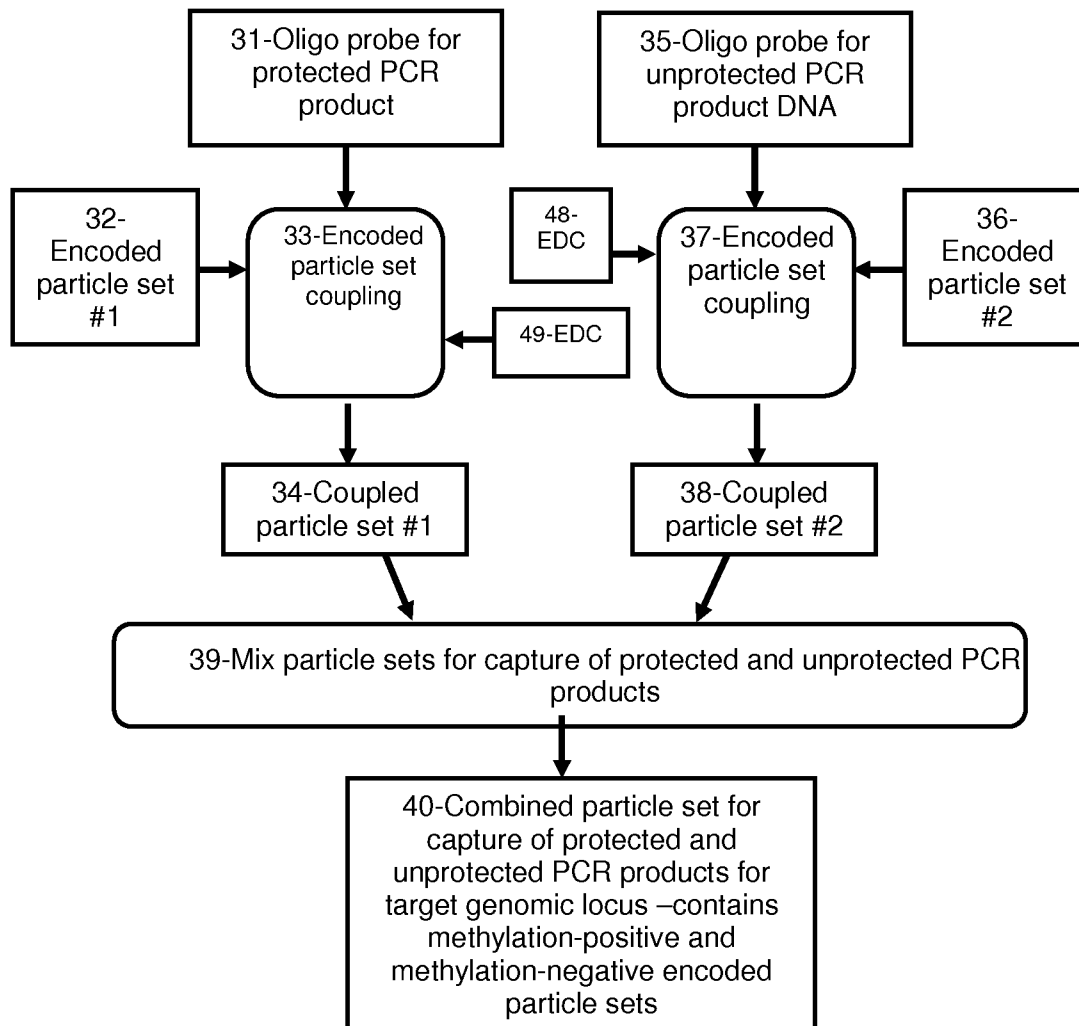 31-Oligo probe for
protected PCR
product
35-Oligo probe for
unprotected PCR
product DNA
32-
Encoded
particle set
#1
33-Encoded
particle set
coupling
48-
EDC
37-Encoded
particle set
coupling
36-
Encoded
particle set
#2
49-EDC
34-Coupled
particle set #1
38-Coupled
particle set #2
39-Mix particle sets for capture of protected and unprotected PCR
products
40-Combined particle set for
capture of protected and
unprotected PCR products for
target genomic locus –contains
methylation-positive and
methylation-negative encoded
particle sets